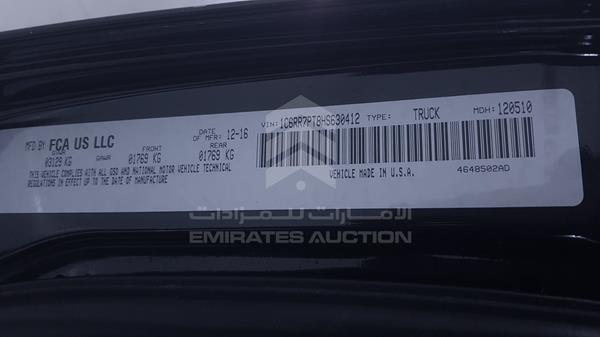 MFD BY FCA US LLC
DATE OF MFR: 12-16
VIN: 1C6RR7PT8HS630412 TYPE: TRUCK MDH: 120510
GVWR 03129 KG
GAWR FRONT 01769 KG
GAWR REAR 01769 KG
THIS VEHICLE COMPLIES WITH ALL GSO AND NATIONAL MOTOR VEHICLE TECHNICAL
REGULATIONS IN EFFECT UP TO THE DATE OF MANUFACTURE
VEHICLE MADE IN U.S.A.
4648502AD
الإمارات للمزادات
EMIRATES AUCTION